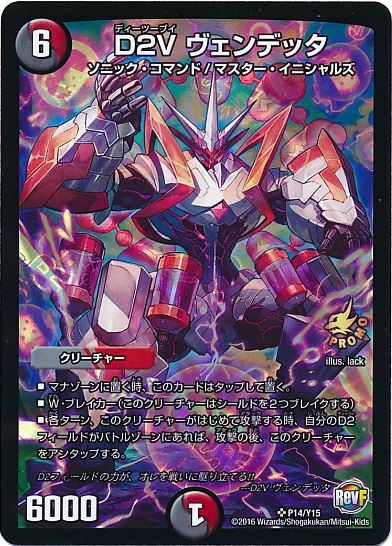 ディーツーブイ
6
D2V ヴェンデッタ
ソニック・コマンド / マスター・イニシャルズ
PROMO
illus. lack
クリーチャー
■マナゾーンに置く時、このカードはタップして置く。
■W・ブレイカー(このクリーチャーはシールドを2つブレイクする)
■各ターン、このクリーチャーがはじめて攻撃する時、自分のD2
フィールドがバトルゾーンにあれば、攻撃の後、このクリーチャー
をアンタップする。
D2フィールドの力が、オレを戦いに駆り立てる!!
―D2V ヴェンデッタ
6000
1
RevF
P14/Y15
©2016 Wizards/Shogakukan/Mitsui-Kids